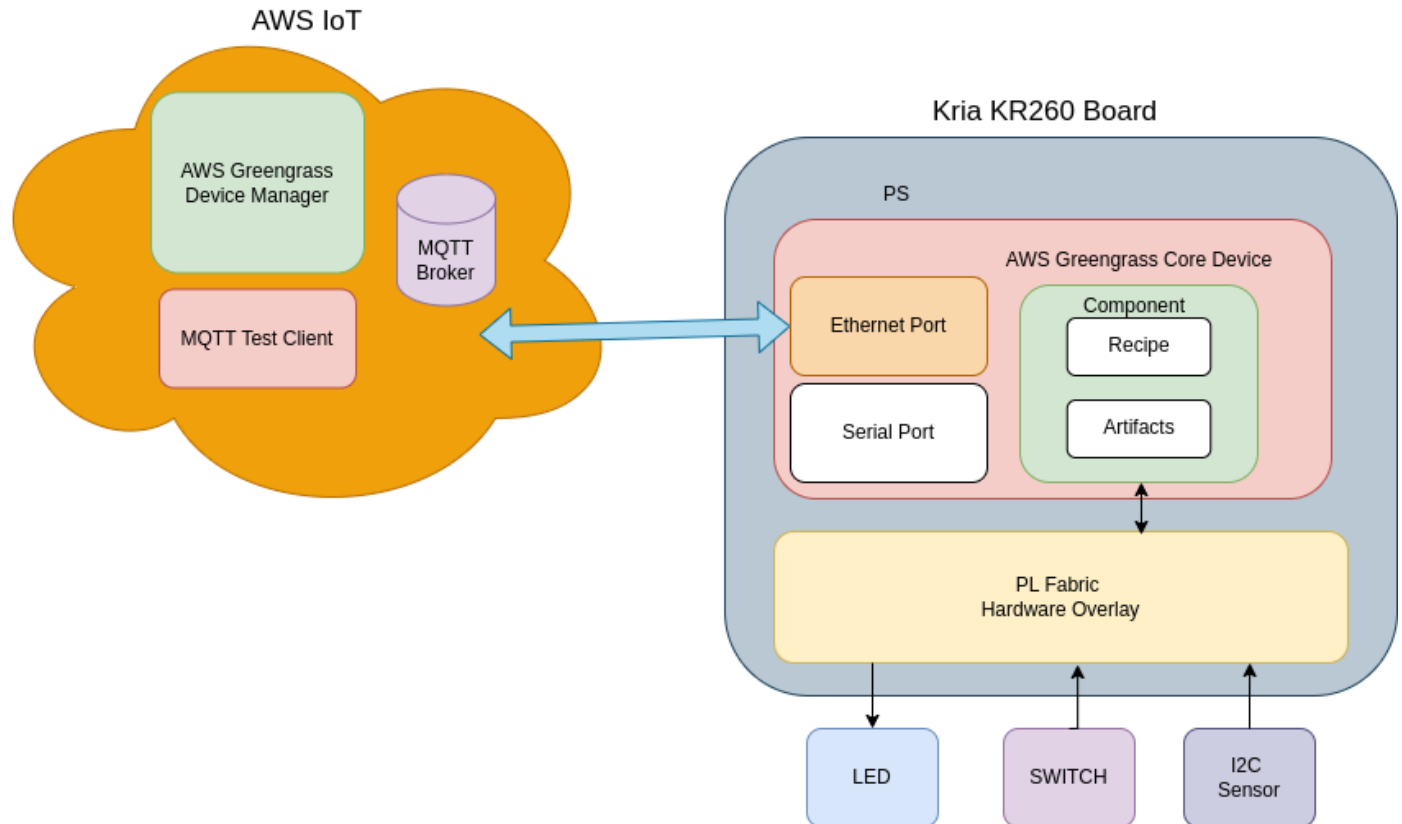 AWS IoT
AWS Greengrass
Device Manager
MQTT
Broker
MQTT Test Client
Kria KR260 Board
PS
AWS Greengrass Core Device
Ethernet Port
Serial Port
Component
Recipe
Artifacts
PL Fabric
Hardware Overlay
LED
SWITCH
I2C
Sensor